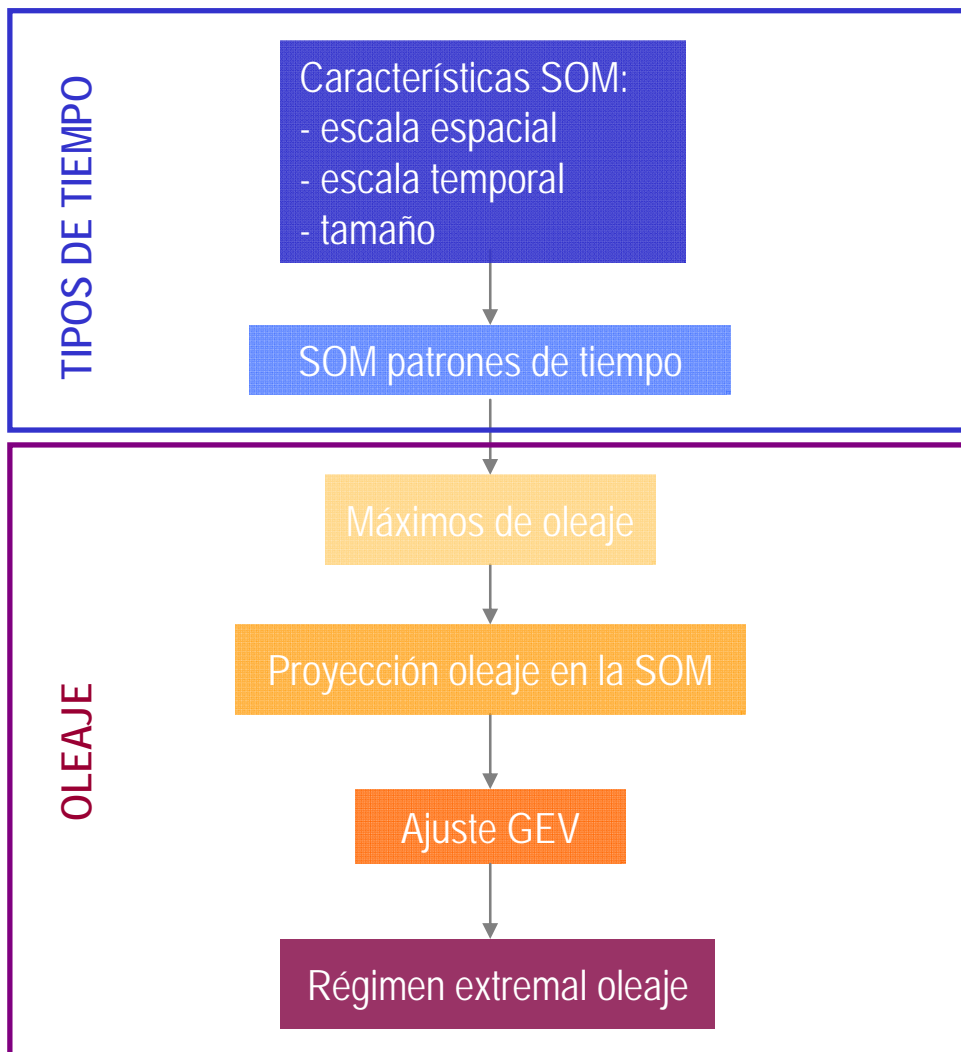 TIPOS DE TIEMPO
Características SOM:
- escala espacial
- escala temporal
- tamaño
SOM patrones de tiempo
OLEAJE
Máximos de oleaje
Proyección oleaje en la SOM
Ajuste GEV
Régimen extremal oleaje